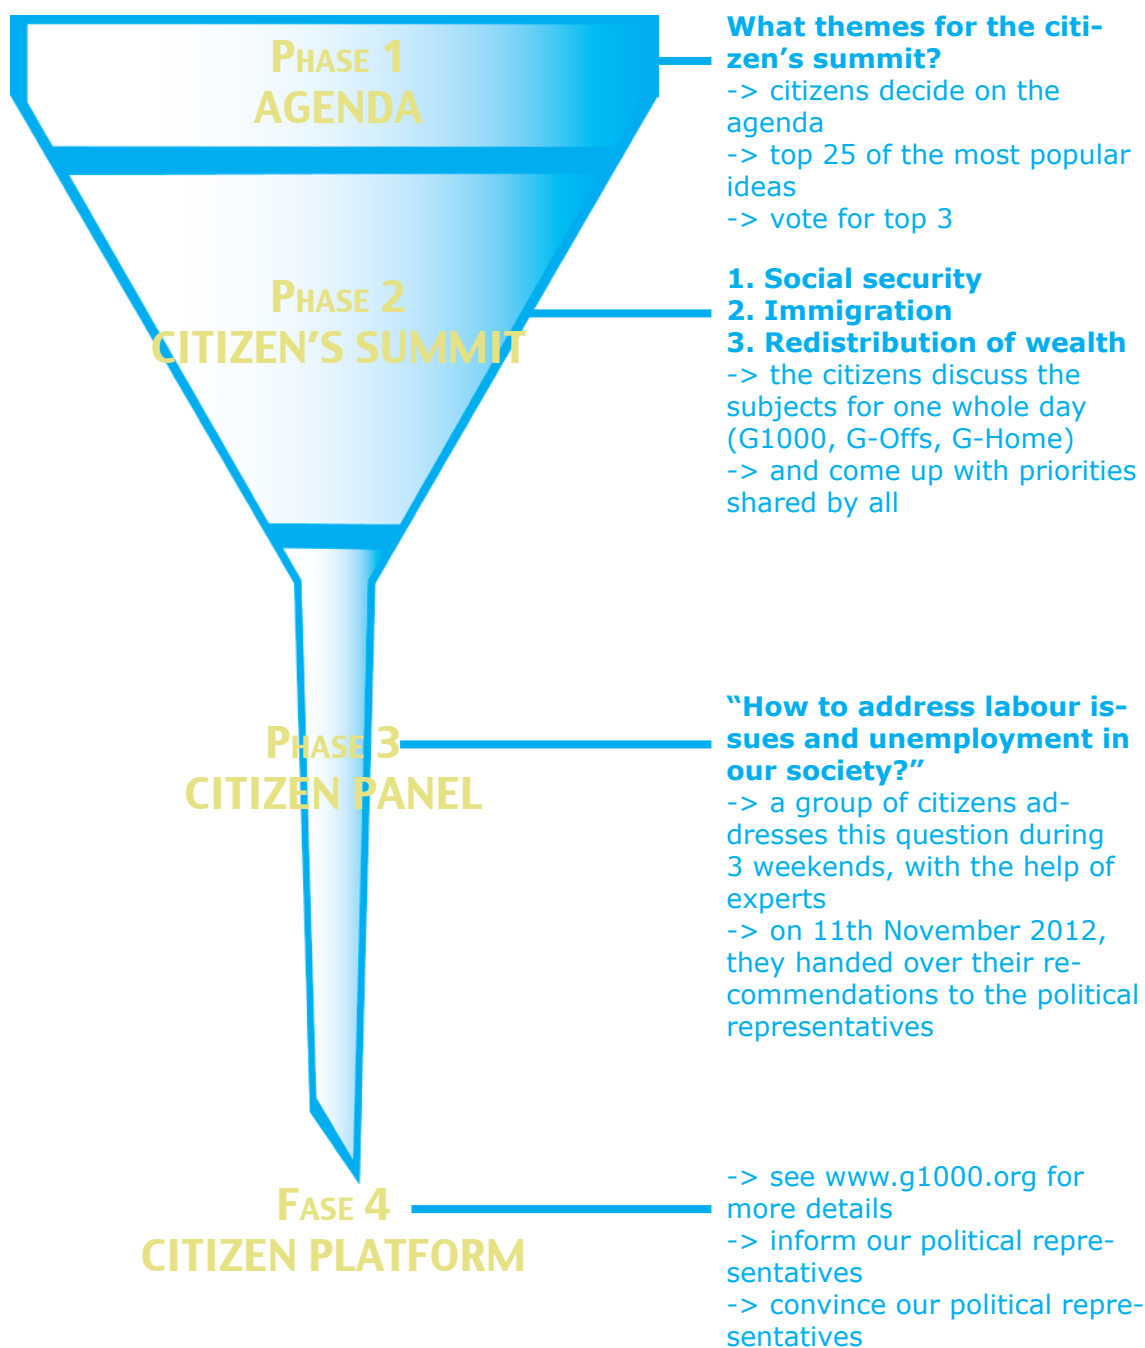 PHASE 1
AGENDA
What themes for the citi-
zen's summit?
-> citizens decide on the
agenda
-> top 25 of the most popular
ideas
-> vote for top 3
PHASE 2
CITIZEN'S SUMMIT
1. Social security
2. Immigration
3. Redistribution of wealth
-> the citizens discuss the
subjects for one whole day
(G1000, G-Offs, G-Home)
-> and come up with priorities
shared by all
PHASE 3
CITIZEN PANEL
“How to address labour is-
sues and unemployment in
our society?”
-> a group of citizens ad-
dresses this question during
3 weekends, with the help of
experts
-> on 11th November 2012,
they handed over their re-
commendations to the political
representatives
FASE 4
CITIZEN PLATFORM
-> see www.g1000.org for
more details
-> inform our political repre-
sentatives
-> convince our political repre-
sentatives